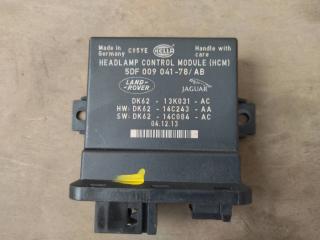 Made in Germany C95YE HELLA Handle with care
HEADLAMP CONTROL MODULE (HCM)
5DF 009 041-78/AB
LAND-ROVER JAGUAR
DK62 - 13K031 - AC
HW: DK62 - 14C243 - AA
SW: DK62 - 14C084 - AC
04.12.13